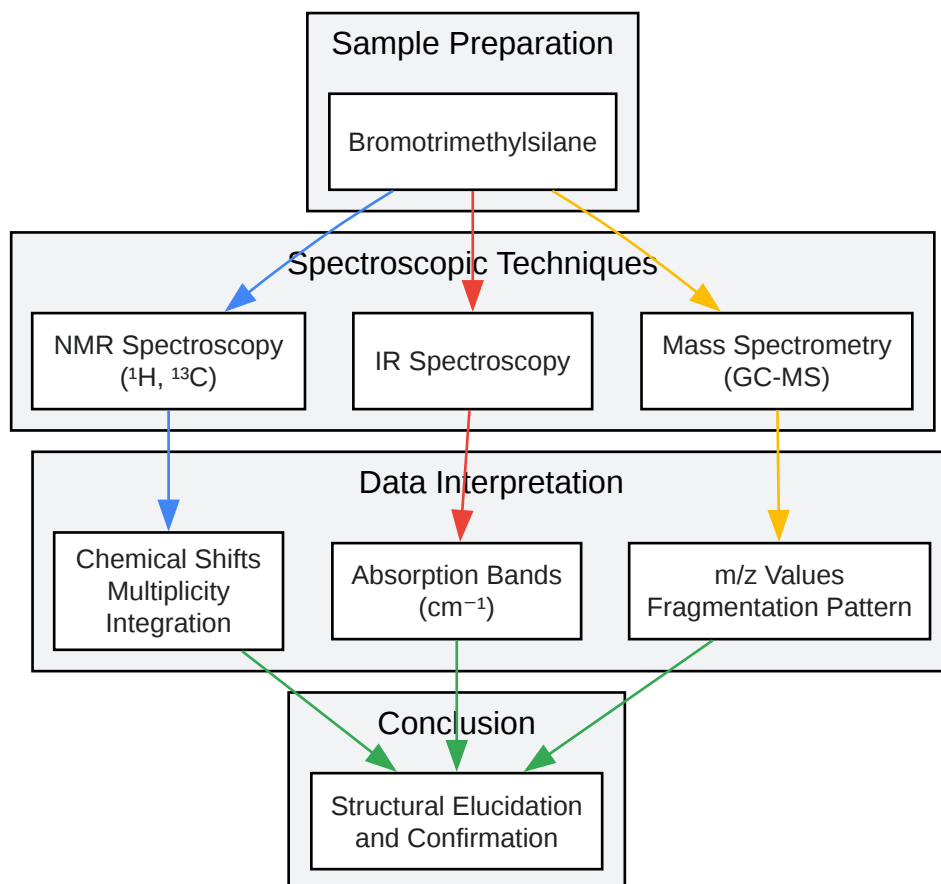 Sample Preparation
Bromotrimethylsilane
Spectroscopic Techniques
NMR Spectroscopy
(¹H, ¹³C)
IR Spectroscopy
Mass Spectrometry
(GC-MS)
Data Interpretation
Chemical Shifts
Multiplicity
Integration
Absorption Bands
(cm⁻¹)
m/z Values
Fragmentation Pattern
Conclusion
Structural Elucidation
and Confirmation